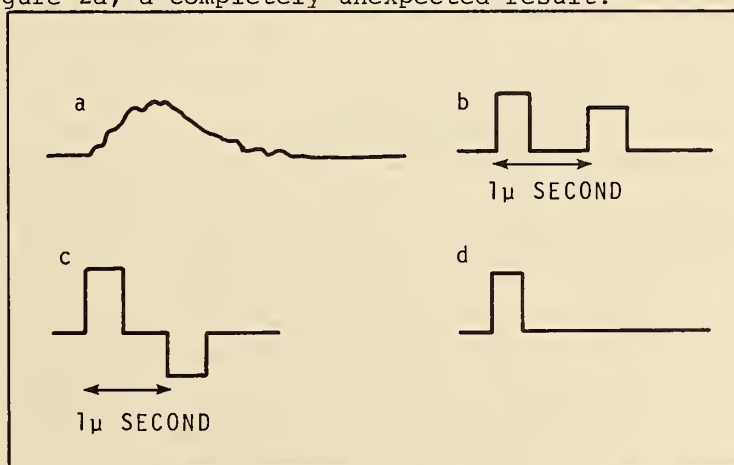 gure 2a, a completely unexpected result.
a
b
1μ SECOND
c
d
1μ SECOND